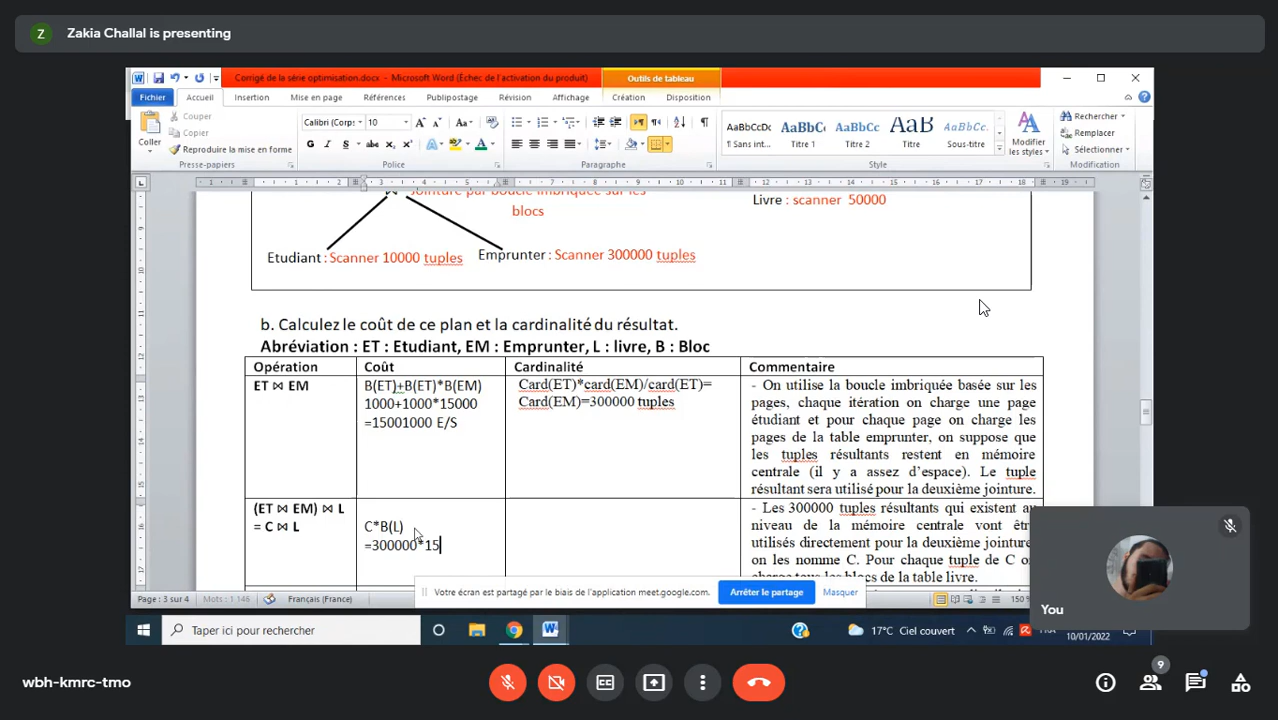 Z Zakia Challal is presenting
Corrigé de la série optimisation.docx - Microsoft Word (Échec de l'activation du produit)
Outils de tableau
Fichier Accueil Insertion Mise en page Références Publipostage Révision Affichage Création Disposition
Coller
Couper
Copier
Reproduire la mise en forme
Presse-papiers
Calibri (Corp: 10
Police
Paragraphe
AaBbCcDc AaBbC AaBbCc AaB AaBbCc.
¶ Sans int... Titre 1 Titre 2 Titre Sous-titre
Style
Modifier les styles
Rechercher
Remplacer
Sélectionner
Modification
Jointure par boucle imbriquée sur les
blocs
Livre : scanner 50000
Etudiant : Scanner 10000 tuples
Emprunter : Scanner 300000 tuples
b. Calculez le coût de ce plan et la cardinalité du résultat.
Abréviation : ET : Etudiant, EM : Emprunter, L : livre, B : Bloc
Opération Coût Cardinalité Commentaire
ET ⋈ EM
B(ET)+B(ET)*B(EM)
1000+1000*15000
=15001000 E/S
Card(ET)*card(EM)/card(ET)=
Card(EM)=300000 tuples
- On utilise la boucle imbriquée basée sur les
pages, chaque itération on charge une page
étudiant et pour chaque page on charge les
pages de la table emprunter, on suppose que
les tuples résultants restent en mémoire
centrale (il y a assez d'espace). Le tuple
résultant sera utilisé pour la deuxième jointure.
(ET ⋈ EM) ⋈ L
= C ⋈ L
C*B(L)
=300000*15
- Les 300000 tuples résultants qui existent au
niveau de la mémoire centrale vont être
utilisés directement pour la deuxième jointure
on les nomme C. Pour chaque tuple de C on
charge tous les blocs de la table livre.
Votre écran est partagé par le biais de l'application meet.google.com.
Arrêter le partage
Masquer
Page : 3 sur 4 Mots : 1 146 Français (France)
150 %
Taper ici pour rechercher
17°C Ciel couvert
10/01/2022
You
wbh-kmrc-tmo
CC
9